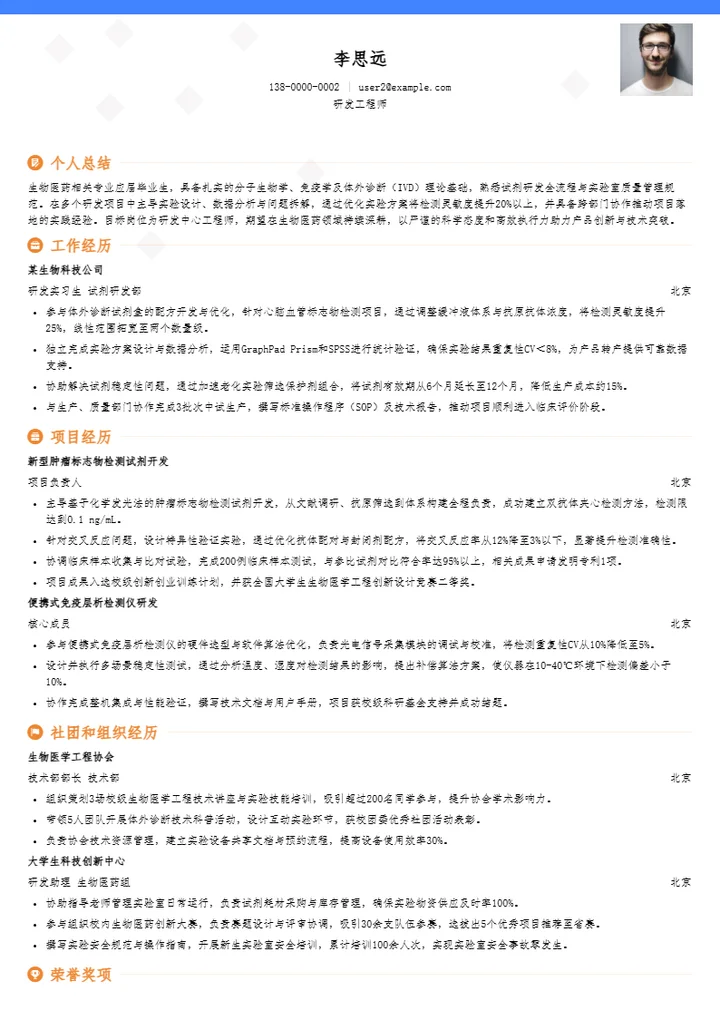 李思远
138-0000-0002 | user2@example.com
研发工程师
个人总结
生物医药相关专业应届毕业生，具备扎实的分子生物学、免疫学及体外诊断（IVD）理论基础，熟悉试剂研发全流程与实验室质量管理规
范。在多个研发项目中主导实验设计、数据分析与问题拆解，通过优化实验方案将检测灵敏度提升20%以上，并具备跨部门协作推动项目落
地的实践经验。目标岗位为研发中心工程师，期望在生物医药领域持续深耕，以严谨的科学态度和高效执行力助力产品创新与技术突破。
工作经历
某生物科技公司
研发实习生 试剂研发部 北京
• 参与体外诊断试剂盒的配方开发与优化，针对心脑血管标志物检测项目，通过调整缓冲液体系与抗原抗体浓度，将检测灵敏度提升
25%，线性范围拓宽至两个数量级。
• 独立完成实验方案设计与数据分析，运用GraphPad Prism和SPSS进行统计验证，确保实验结果重复性CV＜8%，为产品转产提供可靠数据
支持。
• 协助解决试剂稳定性问题，通过加速老化实验筛选保护剂组合，将试剂有效期从6个月延长至12个月，降低生产成本约15%。
• 与生产、质量部门协作完成3批次中试生产，撰写标准操作程序（SOP）及技术报告，推动项目顺利进入临床评价阶段。
项目经历
新型肿瘤标志物检测试剂开发
项目负责人 北京
• 主导基于化学发光法的肿瘤标志物检测试剂开发，从文献调研、抗原筛选到体系构建全程负责，成功建立双抗体夹心检测方法，检测限
达到0.1 ng/mL。
• 针对交叉反应问题，设计特异性验证实验，通过优化抗体配对与封闭剂配方，将交叉反应率从12%降至3%以下，显著提升检测准确性。
• 协调临床样本收集与比对试验，完成200例临床样本测试，与参比试剂对比符合率达95%以上，相关成果申请发明专利1项。
• 项目成果入选校级创新创业训练计划，并获全国大学生生物医学工程创新设计竞赛二等奖。
便携式免疫层析检测仪研发
核心成员 北京
• 参与便携式免疫层析检测仪的硬件选型与软件算法优化，负责光电信号采集模块的调试与校准，将检测重复性CV从10%降低至5%。
• 设计并执行多场景稳定性测试，通过分析温度、湿度对检测结果的影响，提出补偿算法方案，使仪器在10-40℃环境下检测偏差小于
10%。
• 协作完成整机集成与性能验证，撰写技术文档与用户手册，项目获校级科研基金支持并成功结题。
社团和组织经历
生物医学工程协会
技术部部长 技术部 北京
• 组织策划3场校级生物医学工程技术讲座与实验技能培训，吸引超过200名同学参与，提升协会学术影响力。
• 带领5人团队开展体外诊断技术科普活动，设计互动实验环节，获校团委优秀社团活动表彰。
• 负责协会技术资源管理，建立实验设备共享文档与预约流程，提高设备使用效率30%。
大学生科技创新中心
研发助理 生物医药组 北京
• 协助指导老师管理实验室日常运行，负责试剂耗材采购与库存管理，确保实验物资供应及时率100%。
• 参与组织校内生物医药创新大赛，负责赛题设计与评审协调，吸引30余支队伍参赛，选拔出5个优秀项目推荐至省赛。
• 撰写实验安全规范与操作指南，开展新生实验室安全培训，累计培训100余人次，实现实验室安全事故零发生。
荣誉奖项